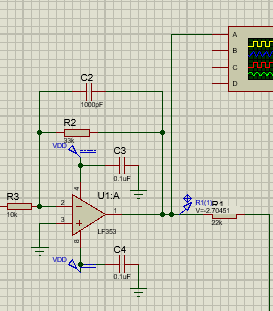 A
B
C
D
C2
1000pF
R2
33k
VDD
C3
0.1uF
R3
10k
U1:A
2
3
4
8
1
LF353
R1(1)
V=-2.70451
22k
C4
0.1uF
VDD